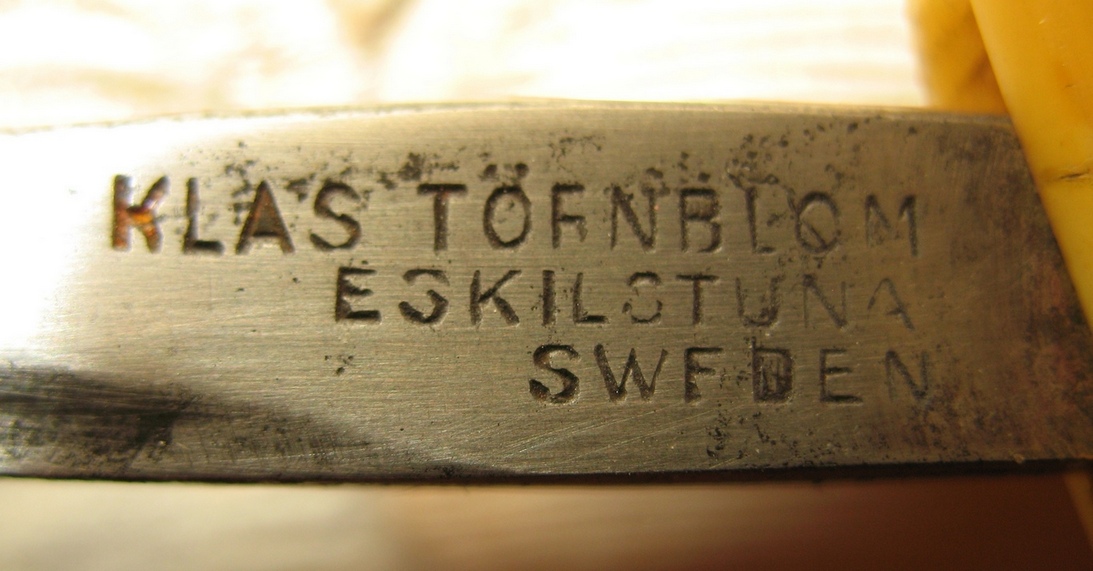 KLAS TÖRNBLOM
ESKILSTUNA
SWEDEN